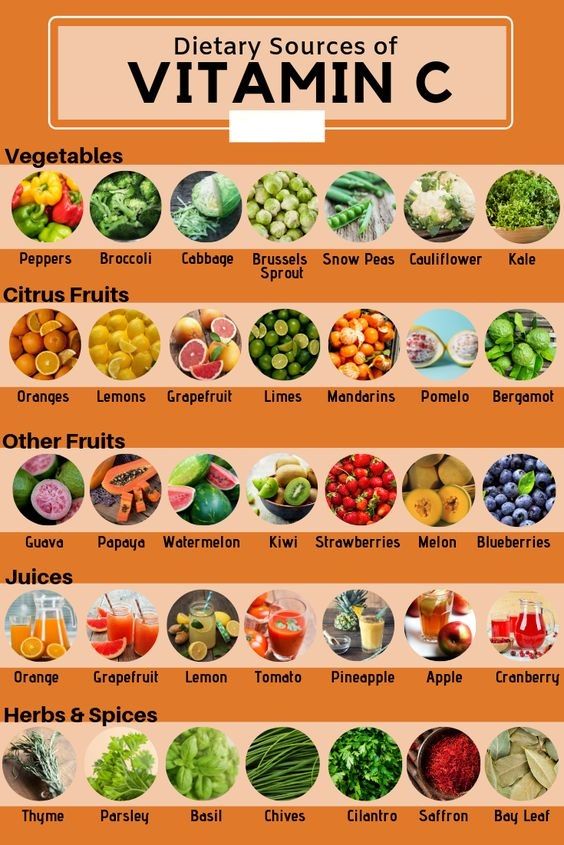 Dietary Sources of
VITAMIN C
Vegetables
Peppers Broccoli Cabbage Brussels Sprout Snow Peas Cauliflower Kale
Citrus Fruits
Oranges Lemons Grapefruit Limes Mandarins Pomelo Bergamot
Other Fruits
Guava Papaya Watermelon Kiwi Strawberries Melon Blueberries
Juices
Orange Grapefruit Lemon Tomato Pineapple Apple Cranberry
Herbs & Spices
Thyme Parsley Basil Chives Cilantro Saffron Bay Leaf